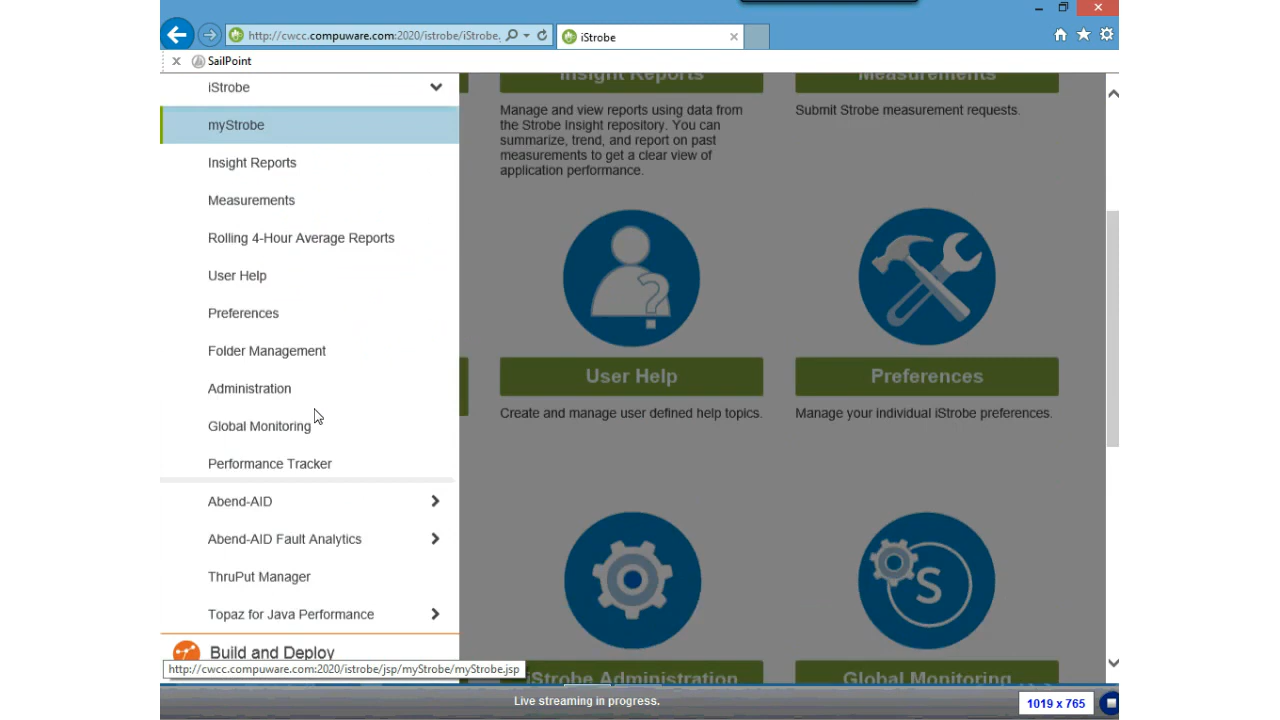 http://cwcc.compuware.com:2020/istrobe/iStrobe.
iStrobe
SailPoint
iStrobe
myStrobe
Insight Reports
Measurements
Rolling 4-Hour Average Reports
User Help
Preferences
Folder Management
Administration
Global Monitoring
Performance Tracker
Abend-AID
Abend-AID Fault Analytics
ThruPut Manager
Topaz for Java Performance
Build and Deploy
http://cwcc.compuware.com:2020/istrobe/jsp/myStrobe/myStrobe.jsp
Insight Reports
Manage and view reports using data from
the Strobe Insight repository. You can
summarize, trend, and report on past
measurements to get a clear view of
application performance.
Measurements
Submit Strobe measurement requests.
User Help
Create and manage user defined help topics.
Preferences
Manage your individual iStrobe preferences.
S
iStrobe Administration
Global Monitoring
Live streaming in progress.
1019 x 765